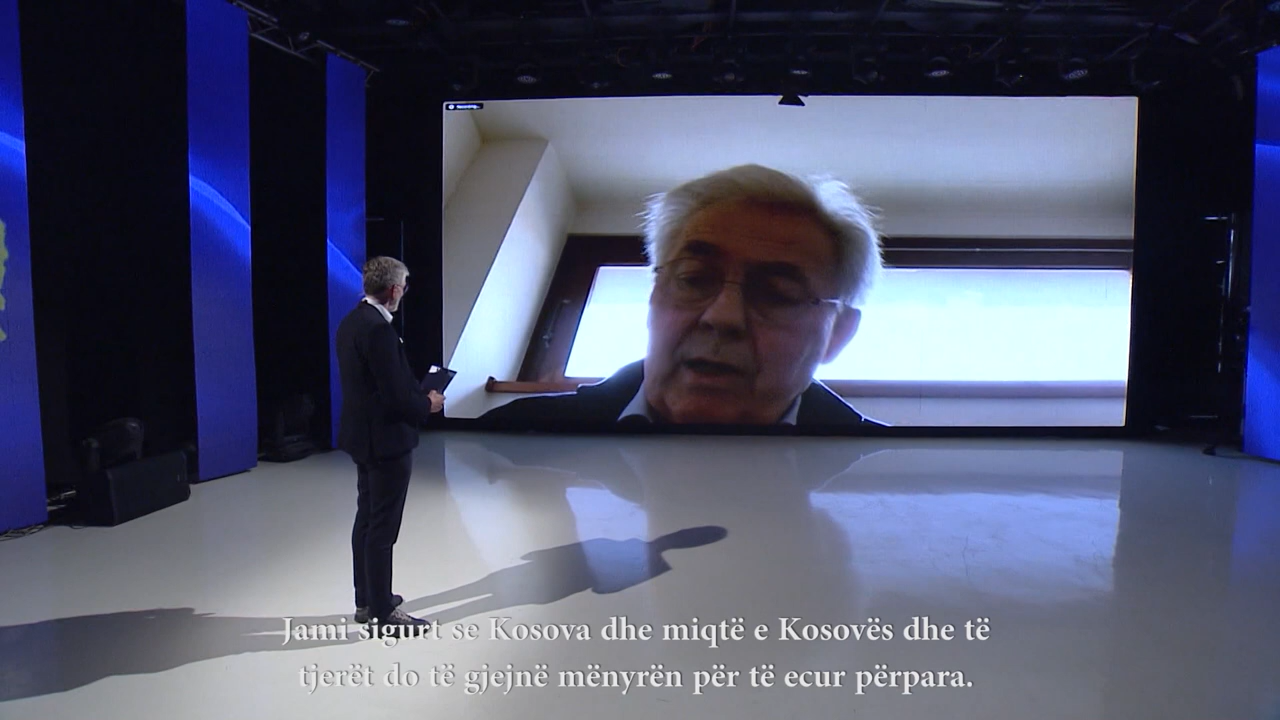 Jami sigurt se Kosova dhe miqtë e Kosovës dhe të
tjerët do të gjejnë mënyrën për të ecur përpara.